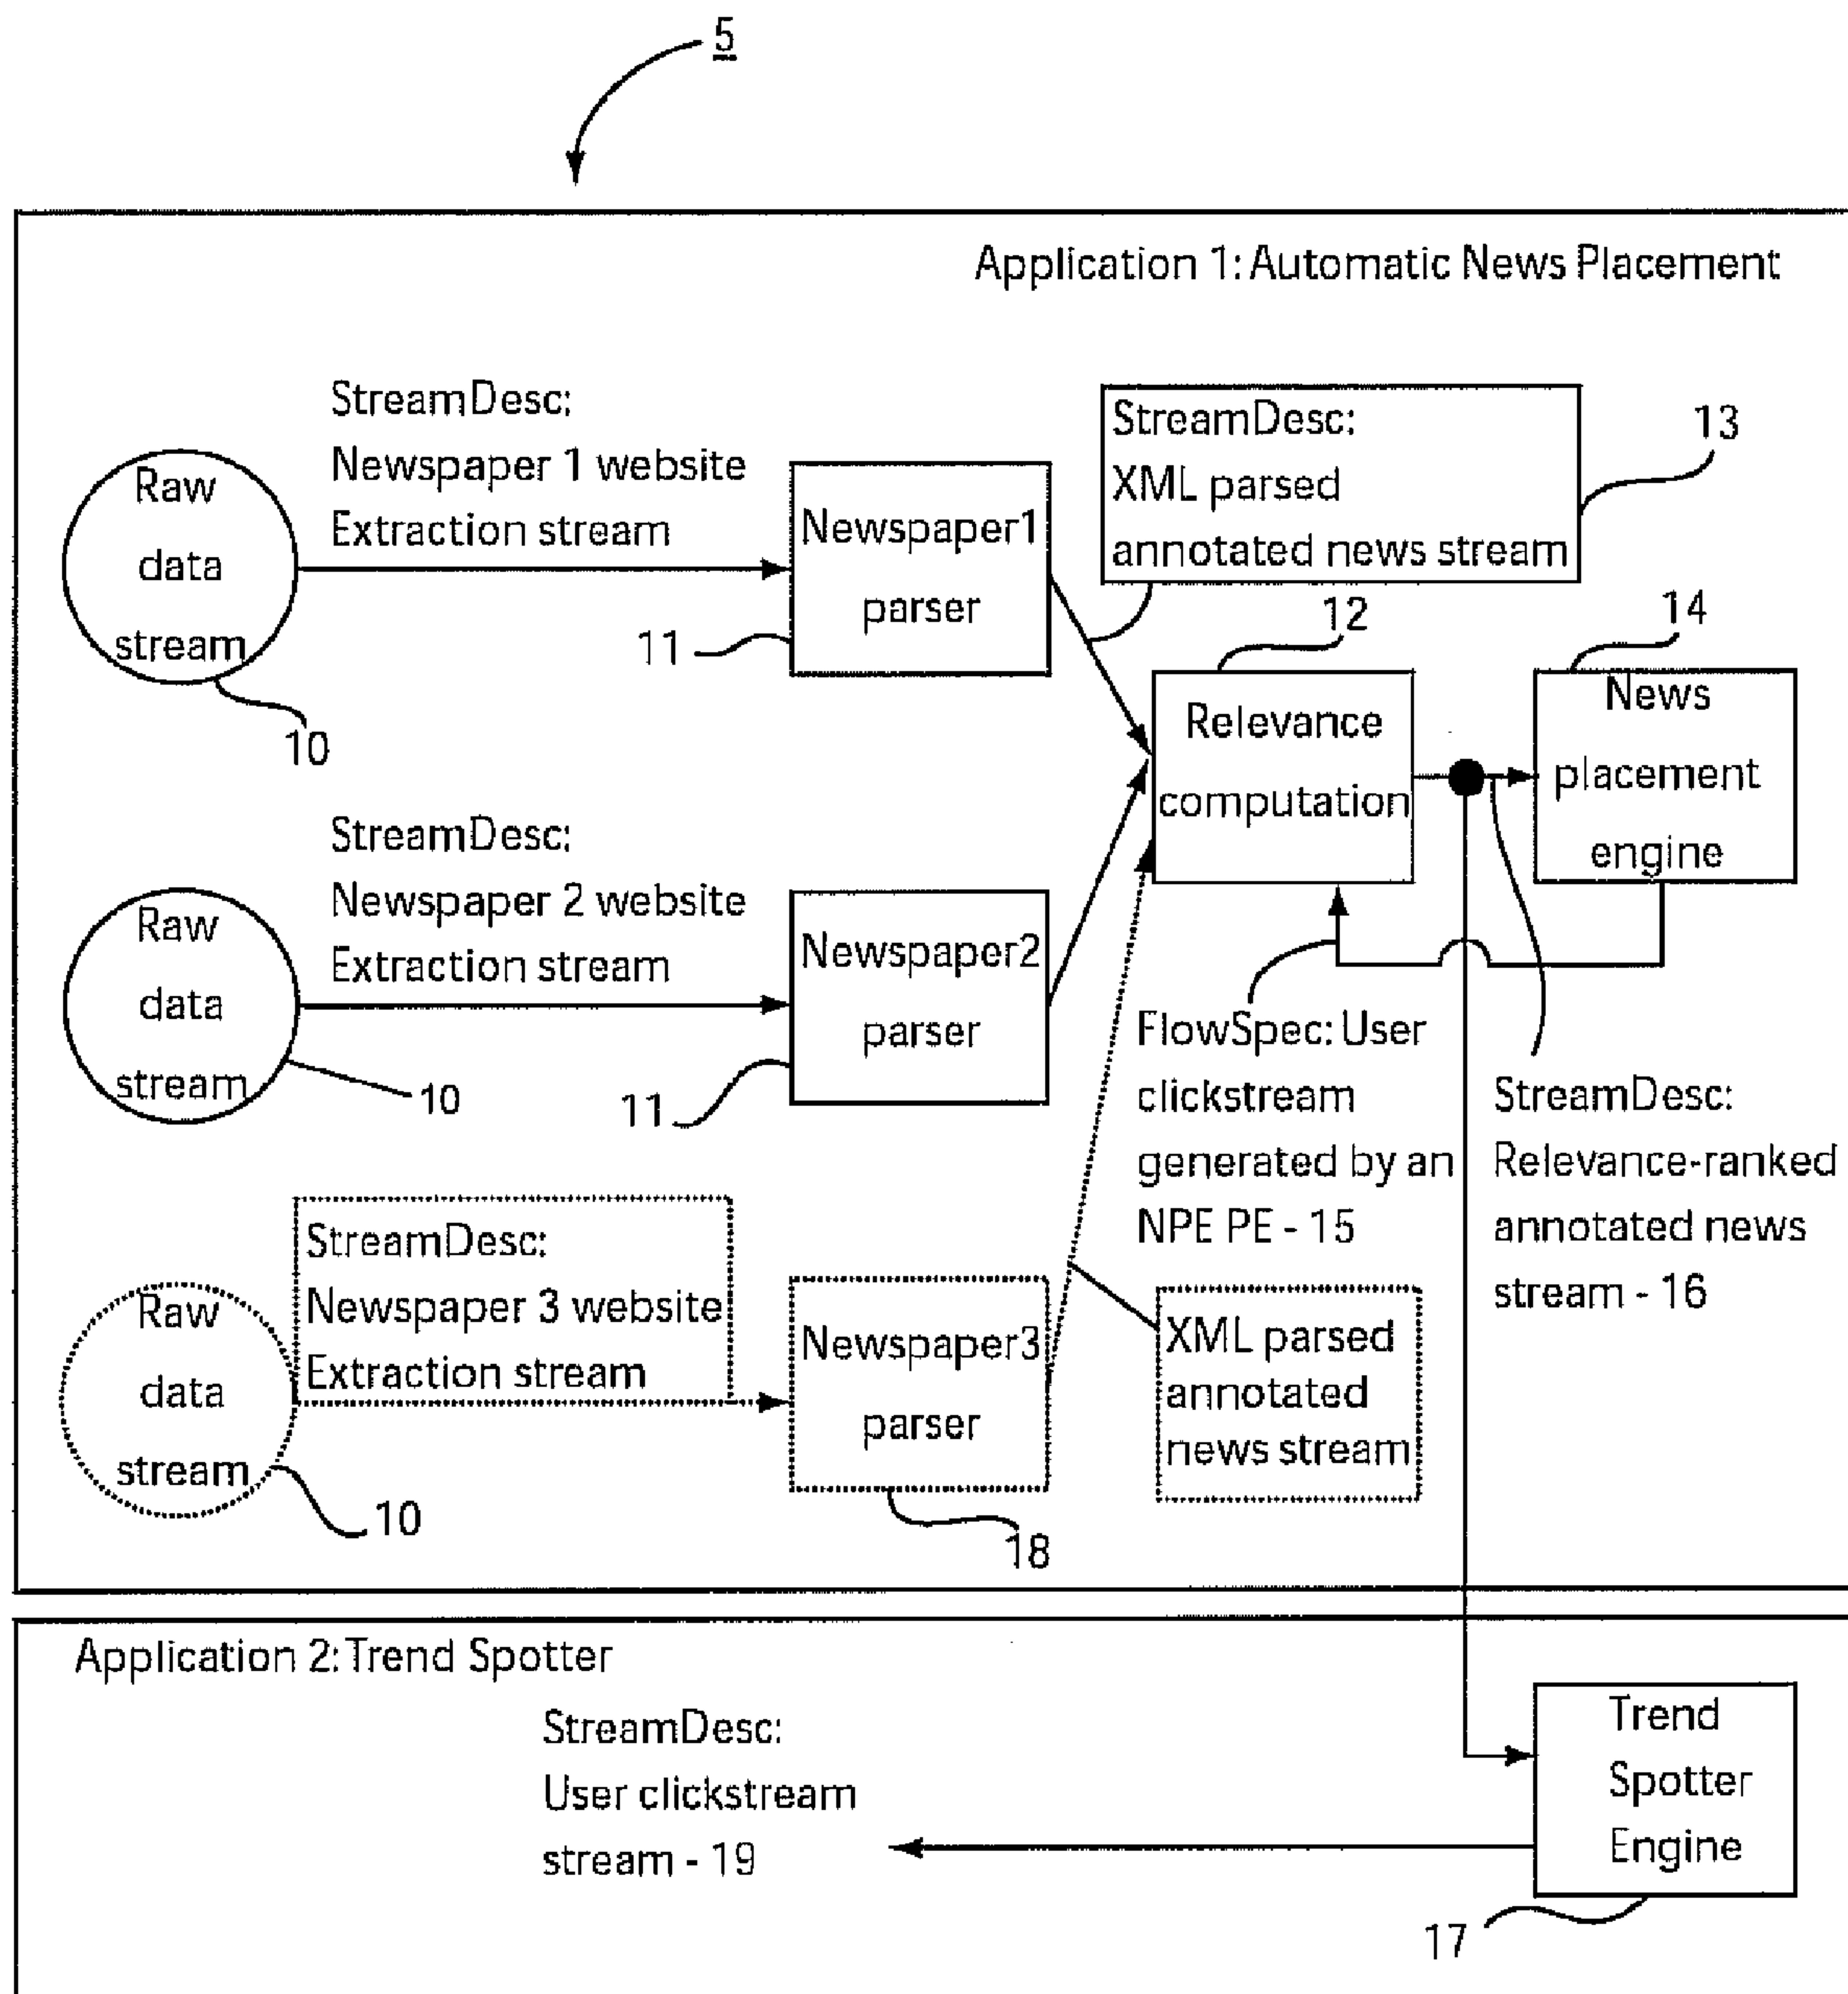 5
Application 1: Automatic News Placement
StreamDesc:
Newspaper 1 website
Extraction stream
Raw
data
stream
10
Newspaper1
parser
11
StreamDesc:
XML parsed
annotated news stream
13
12
Relevance
computation
14
News
placement
engine
StreamDesc:
Newspaper 2 website
Extraction stream
Raw
data
stream
10
Newspaper2
parser
11
FlowSpec: User
clickstream
generated by an
NPE PE - 15
StreamDesc:
Relevance-ranked
annotated news
stream - 16
StreamDesc:
Newspaper 3 website
Extraction stream
Raw
data
stream
10
Newspaper3
parser
18
XML parsed
annotated
news stream
Application 2: Trend Spotter
StreamDesc:
User clickstream
stream - 19
Trend
Spotter
Engine
17